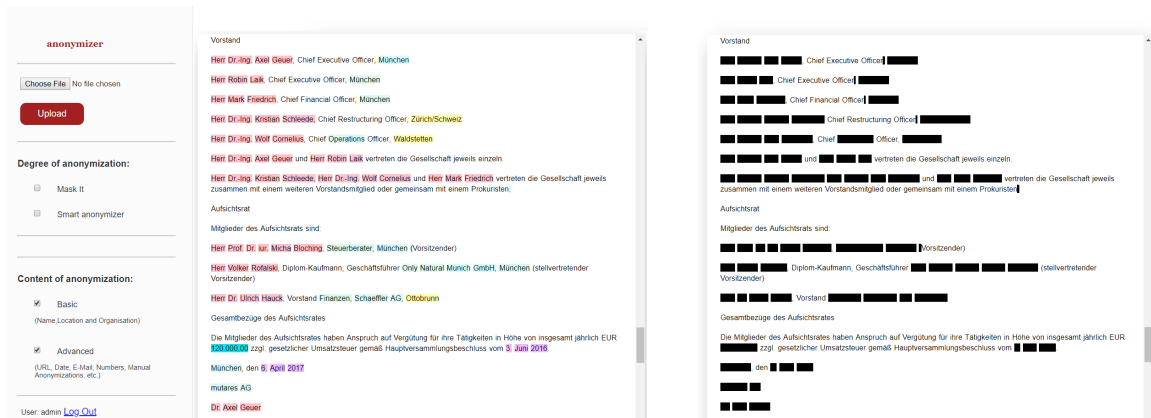 anonymizer
Choose File No file chosen
Upload
Degree of anonymization:
Mask It
Smart anonymizer
Content of anonymization:
Basic
(Name,Location and Organisation)
Advanced
(URL, Date, E-Mail, Numbers, Manual
Anonymizations, etc.)
User: admin Log Out
Vorstand
Herr Dr.-Ing. Axel Geuer, Chief Executive Officer, München
Herr Robin Laik, Chief Executive Officer, München
Herr Mark Friedrich, Chief Financial Officer, München
Herr Dr.-Ing. Kristian Schleede, Chief Restructuring Officer, Zürich/Schweiz
Herr Dr.-Ing. Wolf Cornelius, Chief Operations Officer, Waldstetten
Herr Dr.-Ing. Axel Geuer und Herr Robin Laik vertreten die Gesellschaft jeweils einzeln.
Herr Dr.-Ing. Kristian Schleede, Herr Dr.-Ing. Wolf Cornelius und Herr Mark Friedrich vertreten die Gesellschaft jeweils
zusammen mit einem weiteren Vorstandsmitglied oder gemeinsam mit einem Prokuristen.
Aufsichtsrat
Mitglieder des Aufsichtsrats sind:
Herr Prof. Dr. iur. Micha Bloching, Steuerberater, München (Vorsitzender)
Herr Volker Rofalski, Diplom-Kaufmann, Geschäftsführer Only Natural Munich GmbH, München (stellvertretender
Vorsitzender)
Herr Dr. Ulrich Hauck, Vorstand Finanzen, Schaeffler AG, Ottobrunn
Gesamtbezüge des Aufsichtsrates
Die Mitglieder des Aufsichtsrates haben Anspruch auf Vergütung für ihre Tätigkeiten in Höhe von insgesamt jährlich EUR
120.000,00 zzgl. gesetzlicher Umsatzsteuer gemäß Hauptversammlungsbeschluss vom 3. Juni 2016.
München, den 6. April 2017
mutares AG
Dr. Axel Geuer
Vorstand
, Chief Executive Officer
, Chief Executive Officer
, Chief Financial Officer
Chief Restructuring Officer
, Chief Officer,
und vertreten die Gesellschaft jeweils einzeln.
und vertreten die Gesellschaft jeweils
zusammen mit einem weiteren Vorstandsmitglied oder gemeinsam mit einem Prokuristen
Aufsichtsrat
Mitglieder des Aufsichtsrats sind:
Vorsitzender)
, Diplom-Kaufmann, Geschäftsführer (stellvertretender
Vorsitzender)
, Vorstand
Gesamtbezüge des Aufsichtsrates
Die Mitglieder des Aufsichtsrates haben Anspruch auf Vergütung für ihre Tätigkeiten in Höhe von insgesamt jährlich EUR
zzgl. gesetzlicher Umsatzsteuer gemäß Hauptversammlungsbeschluss vom
, den